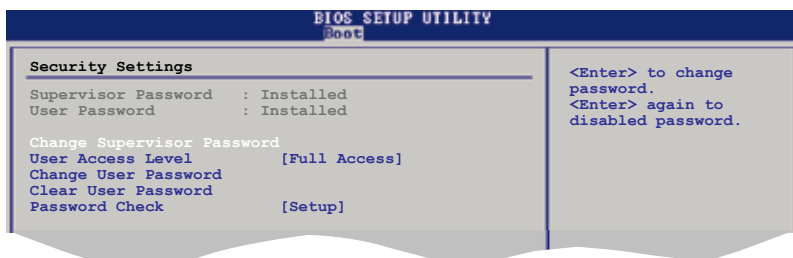 BIOS SETUP UTILITY
Boot
Security Settings
Supervisor Password : Installed
User Password : Installed
Change Supervisor Password
User Access Level [Full Access]
Change User Password
Clear User Password
Password Check [Setup]
<Enter> to change
password.
<Enter> again to
disabled password.